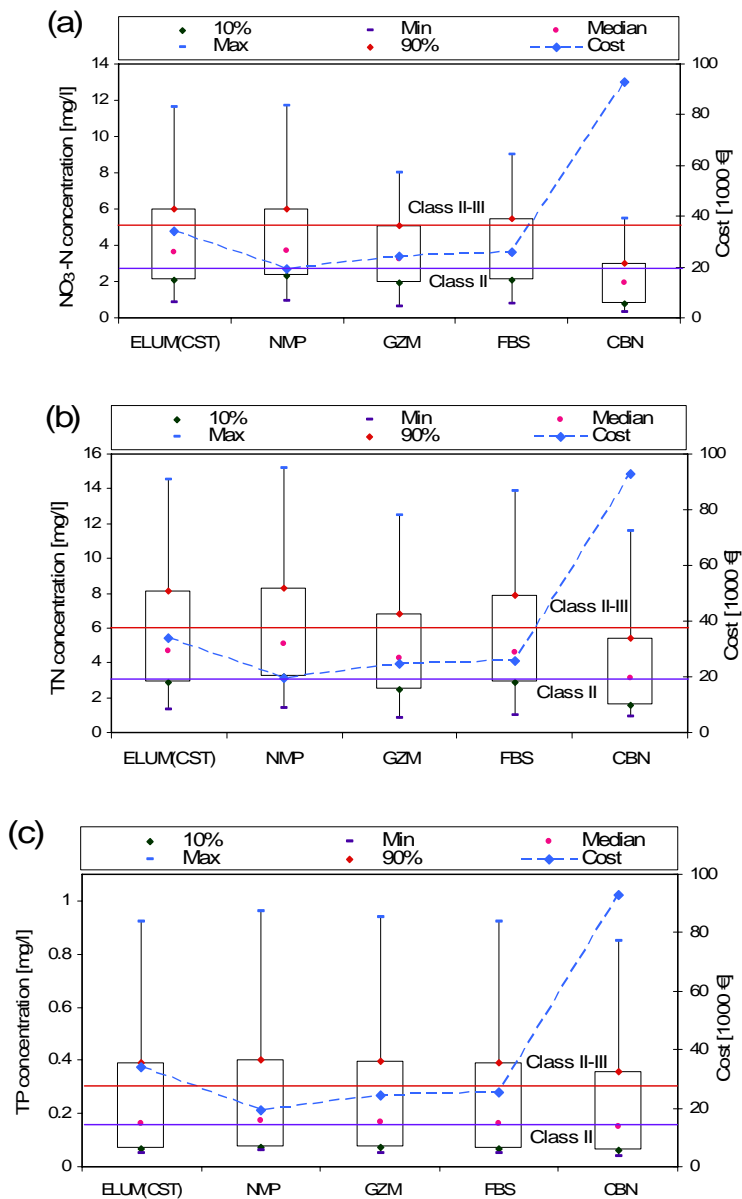 (a)
10% Min Median
Max 90% Cost
14
12
10
8
6
4
2
0
NO3-N concentration [mg/l]
100
80
60
40
20
0
Cost [1000 €]
Class II-III
Class II
ELUM(CST) NMP GZM FBS CBN
(b)
10% Min Median
Max 90% Cost
16
14
12
10
8
6
4
2
0
TN concentration [mg/l]
100
80
60
40
20
0
Cost [1000 €]
Class II-III
Class II
ELUM(CST) NMP GZM FBS CBN
(c)
10% Min Median
Max 90% Cost
1
0.8
0.6
0.4
0.2
0
TP concentration [mg/l]
100
80
60
40
20
0
Cost [1000 €]
Class II-III
Class II
ELUM(CST) NMP GZM FBS CBN